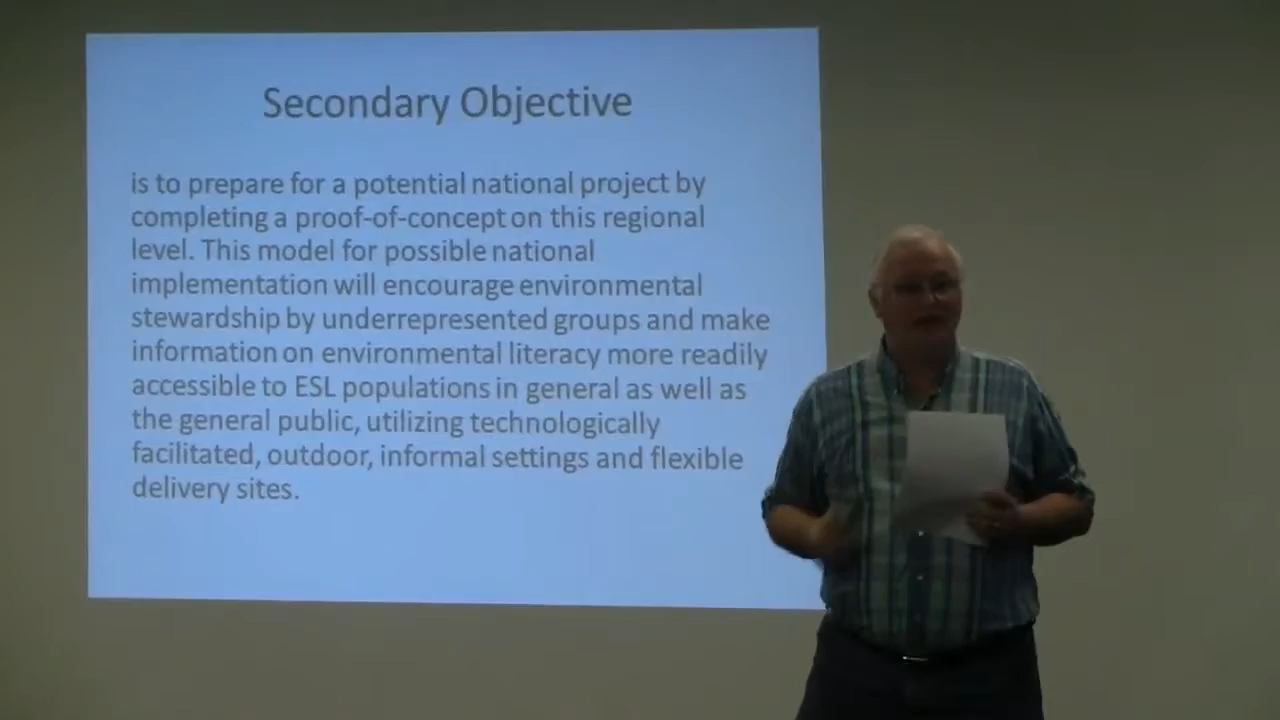 Secondary Objective
is to prepare for a potential national project by
completing a proof-of-concept on this regional
level. This model for possible national
implementation will encourage environmental
stewardship by underrepresented groups and make
information on environmental literacy more readily
accessible to ESL populations in general as well as
the general public, utilizing technologically
facilitated, outdoor, informal settings and flexible
delivery sites.